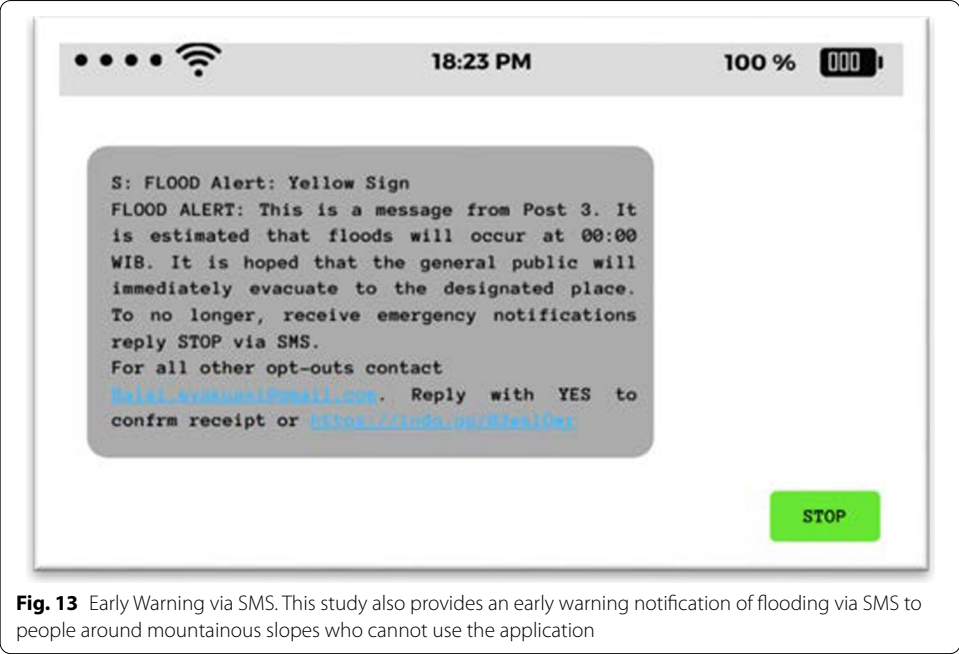 18:23 PM 100 %
S: FLOOD Alert: Yellow Sign
FLOOD ALERT: This is a message from Post 3. It
is estimated that floods will occur at 00:00
WIB. It is hoped that the general public will
immediately evacuate to the designated place.
To no longer, receive emergency notifications
reply STOP via SMS.
For all other opt-outs contact
. Reply with YES to
confrm receipt or
STOP
Fig. 13 Early Warning via SMS. This study also provides an early warning notification of flooding via SMS to
people around mountainous slopes who cannot use the application